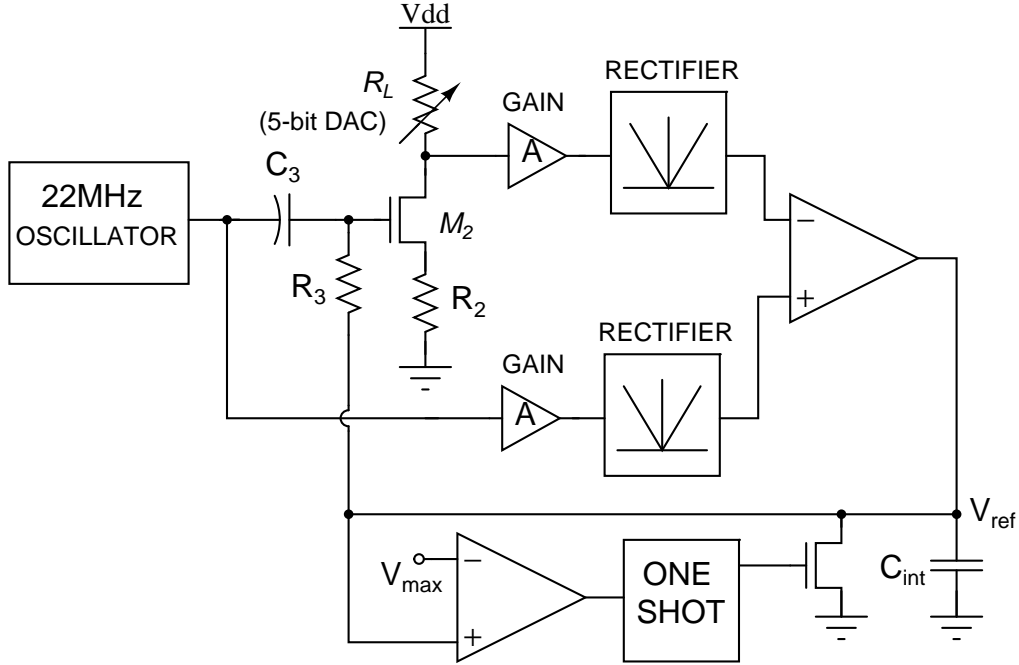 Vdd
R_L
(5-bit DAC)
GAIN
A
RECTIFIER
22MHz
OSCILLATOR
C_3
M_2
R_3
R_2
−
+
GAIN
A
RECTIFIER
V_ref
V_max
−
+
ONE
SHOT
C_int